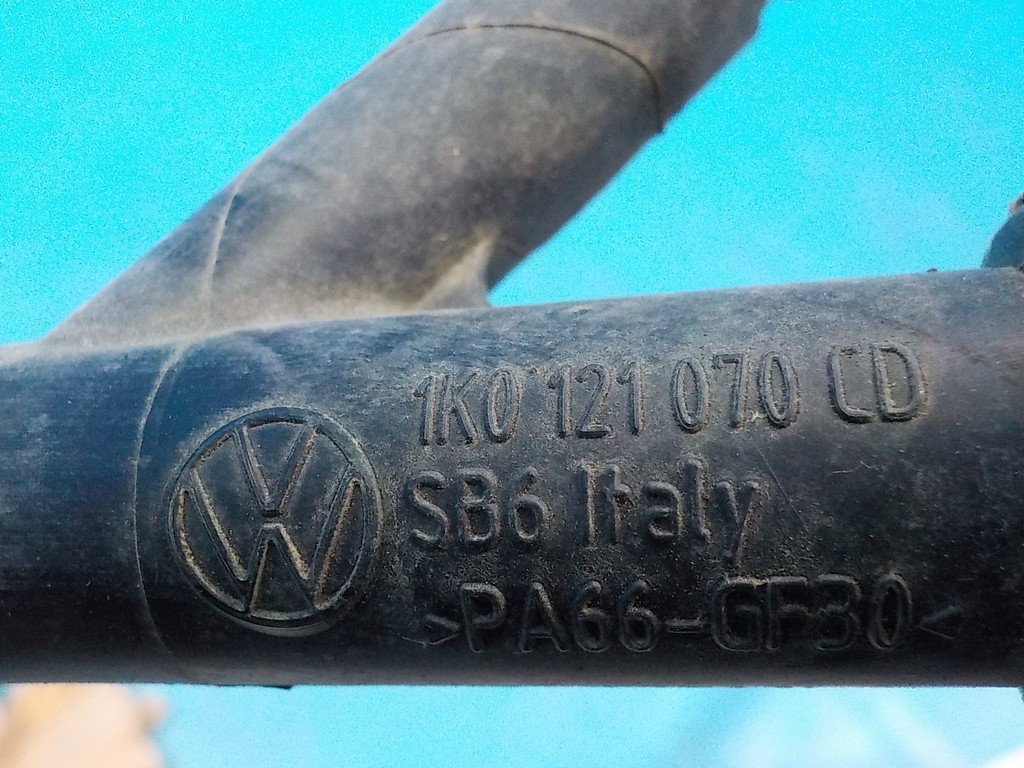 1K0 121 070 CD
SB6 Italy
>PA66-GF30<